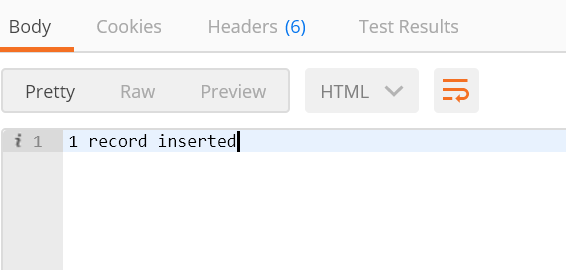 Body Cookies Headers (6) Test Results
Pretty Raw Preview HTML
i 1 1 record inserted